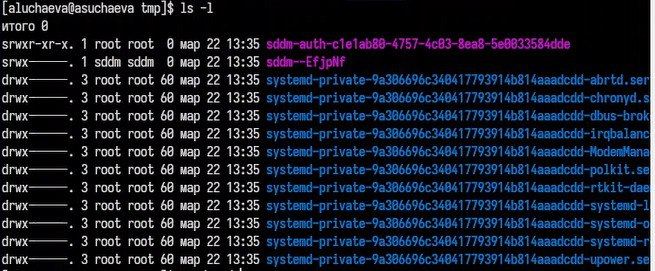 [aluchaeva@asuchaeva tmp]$ ls -l
итого 0
srwxr-xr-x. 1 root root  0 мар 22 13:35 sddm-auth-c1e1ab80-4757-4c03-8ea8-5e0033584dde
srwx------. 1 sddm sddm  0 мар 22 13:35 sddm--EfjpNf
drwx------. 3 root root 60 мар 22 13:35 systemd-private-9a306696c340417793914b814aaadcdd-abrtd.ser
drwx------. 3 root root 60 мар 22 13:35 systemd-private-9a306696c340417793914b814aaadcdd-chronyd.s
drwx------. 3 root root 60 мар 22 13:35 systemd-private-9a306696c340417793914b814aaadcdd-dbus-brok
drwx------. 3 root root 60 мар 22 13:35 systemd-private-9a306696c340417793914b814aaadcdd-irqbalanc
drwx------. 3 root root 60 мар 22 13:35 systemd-private-9a306696c340417793914b814aaadcdd-ModemMana
drwx------. 3 root root 60 мар 22 13:35 systemd-private-9a306696c340417793914b814aaadcdd-polkit.se
drwx------. 3 root root 60 мар 22 13:35 systemd-private-9a306696c340417793914b814aaadcdd-rtkit-dae
drwx------. 3 root root 60 мар 22 13:35 systemd-private-9a306696c340417793914b814aaadcdd-systemd-l
drwx------. 3 root root 60 мар 22 13:35 systemd-private-9a306696c340417793914b814aaadcdd-systemd-o
drwx------. 3 root root 60 мар 22 13:35 systemd-private-9a306696c340417793914b814aaadcdd-systemd-r
drwx------. 3 root root 60 мар 22 13:35 systemd-private-9a306696c340417793914b814aaadcdd-upower.se